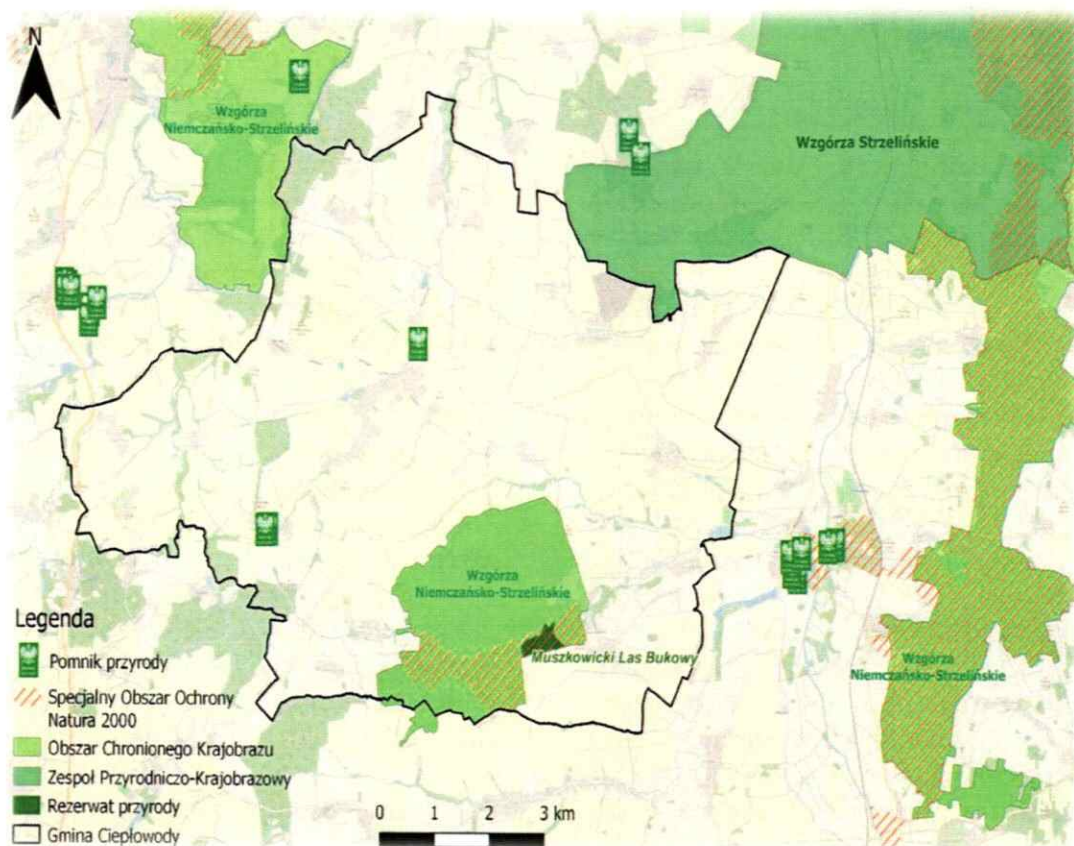 N
Wzgórza
Niemczańsko-Strzelińskie
Wzgórza Strzelińskie
Wzgórza
Niemczańsko-Strzelińskie
Muszkowicki Las Bukowy
Wzgórza
Niemczańsko-Strzelińskie
Legenda
Pomnik przyrody
Specjalny Obszar Ochrony
Natura 2000
Obszar Chronionego Krajobrazu
Zespół Przyrodniczo-Krajobrazowy
Rezerwat przyrody
Gmina Ciepłowody
0 1 2 3 km